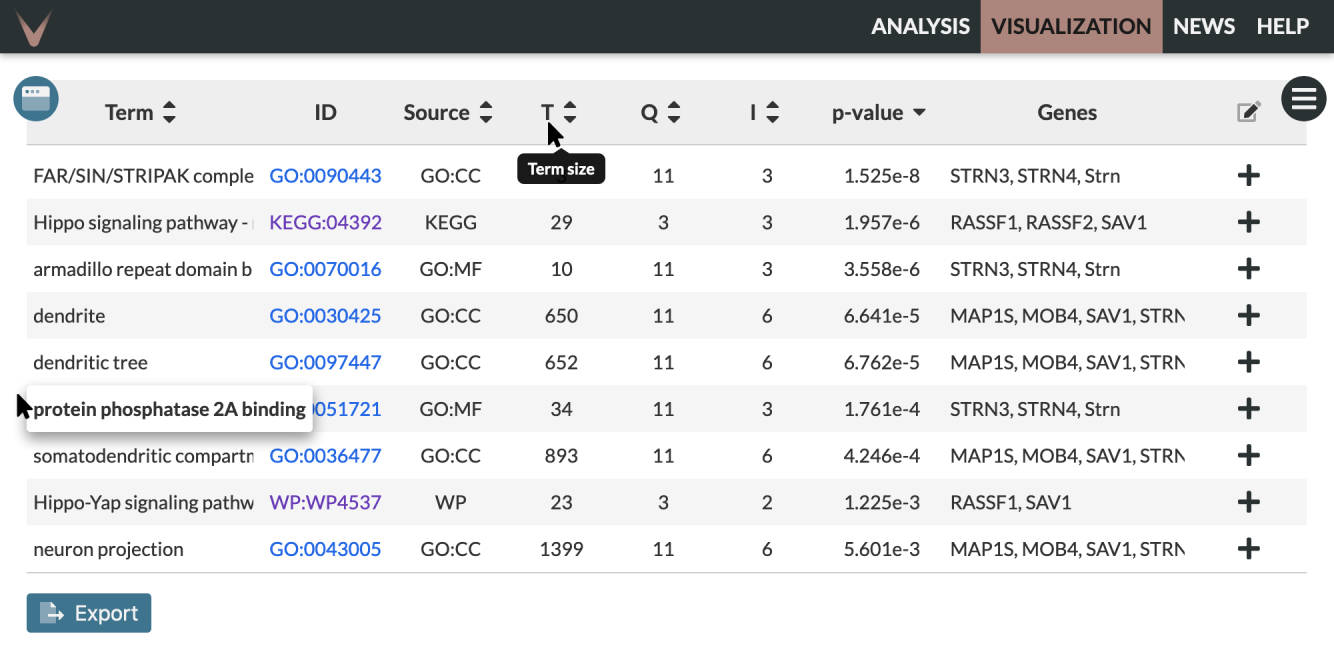 ANALYSIS VISUALIZATION NEWS HELP
Term ID Source T Q I p-value Genes
Term size
FAR/SIN/STRIPAK comple GO:0090443 GO:CC 11 3 1.525e-8 STRN3, STRN4, Strn
Hippo signaling pathway - KEGG:04392 KEGG 29 3 3 1.957e-6 RASSF1, RASSF2, SAV1
armadillo repeat domain b GO:0070016 GO:MF 10 11 3 3.558e-6 STRN3, STRN4, Strn
dendrite GO:0030425 GO:CC 650 11 6 6.641e-5 MAP1S, MOB4, SAV1, STRN
dendritic tree GO:0097447 GO:CC 652 11 6 6.762e-5 MAP1S, MOB4, SAV1, STRN
protein phosphatase 2A binding 051721 GO:MF 34 11 3 1.761e-4 STRN3, STRN4, Strn
somatodendritic compartm GO:0036477 GO:CC 893 11 6 4.246e-4 MAP1S, MOB4, SAV1, STRN
Hippo-Yap signaling pathw WP:WP4537 WP 23 3 2 1.225e-3 RASSF1, SAV1
neuron projection GO:0043005 GO:CC 1399 11 6 5.601e-3 MAP1S, MOB4, SAV1, STRN
Export